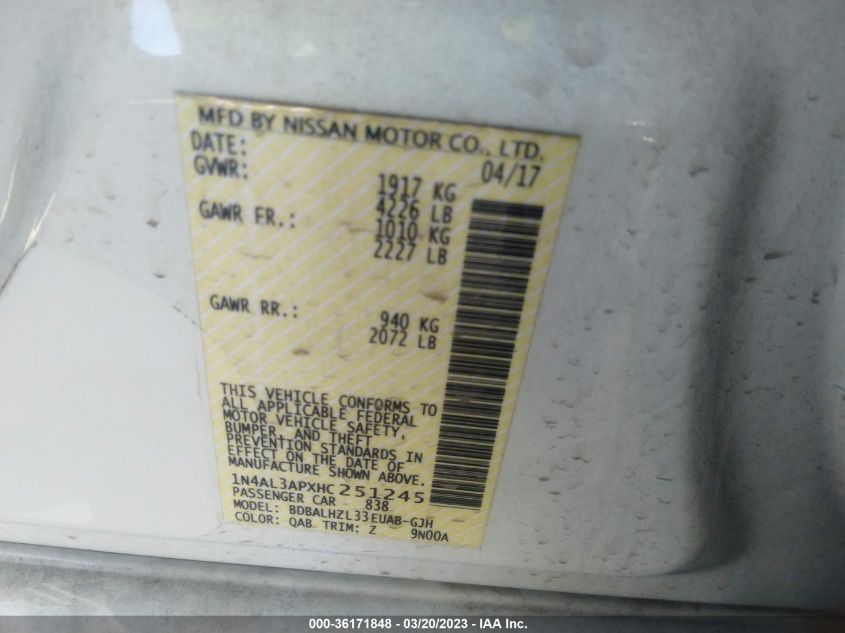 MFD BY NISSAN MOTOR CO., LTD.
DATE: 04/17
GVWR: 1917 KG
4226 LB
GAWR FR.: 1010 KG
2227 LB
GAWR RR.: 940 KG
2072 LB
THIS VEHICLE CONFORMS TO
ALL APPLICABLE FEDERAL
MOTOR VEHICLE SAFETY,
BUMPER, AND THEFT
PREVENTION STANDARDS IN
EFFECT ON THE DATE OF
MANUFACTURE SHOWN ABOVE.
1N4AL3APXHC251245
PASSENGER CAR 838
MODEL: BDBALHZL33EUAB-GJH
COLOR: QAB TRIM: Z 9N00A
000-36171848 - 03/20/2023 - IAA Inc.